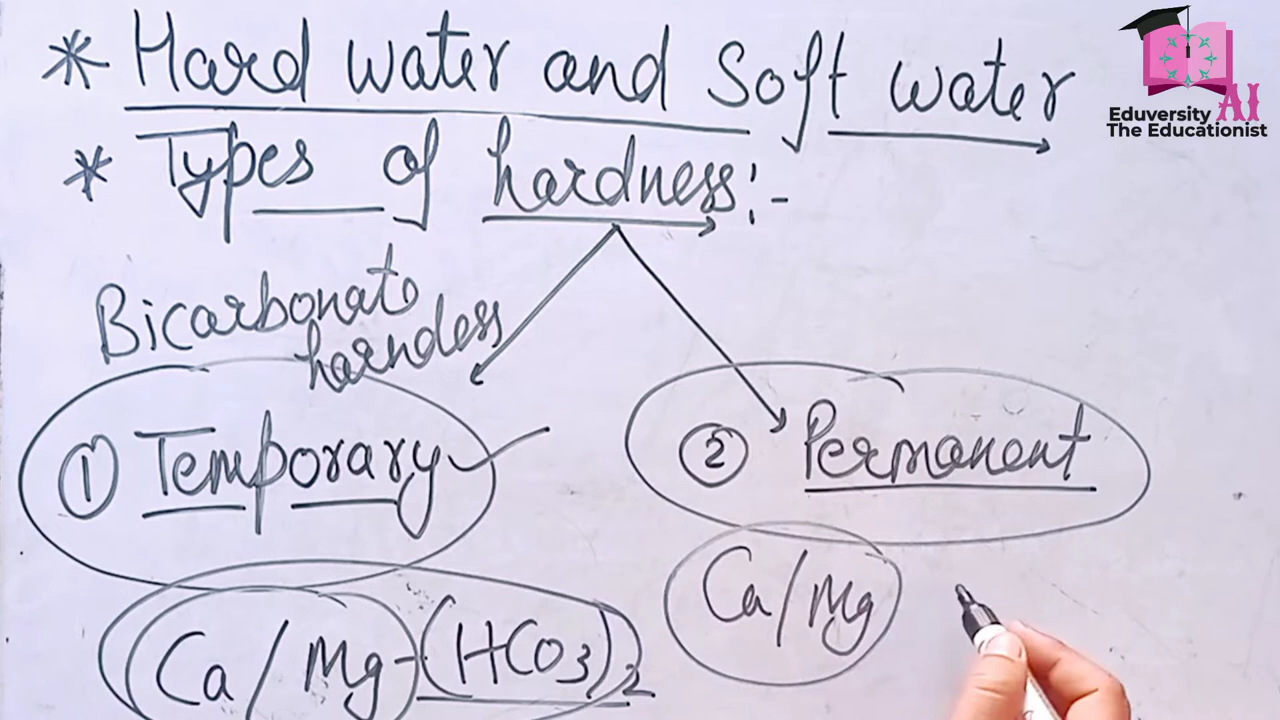 * Hard water and Soft water
* Types of hardness:-
Bicarbonate
harndess
① Temporary
② Permanent
Ca/Mg-(HCO3)2
Ca/Mg
AI
Eduversity
The Educationist